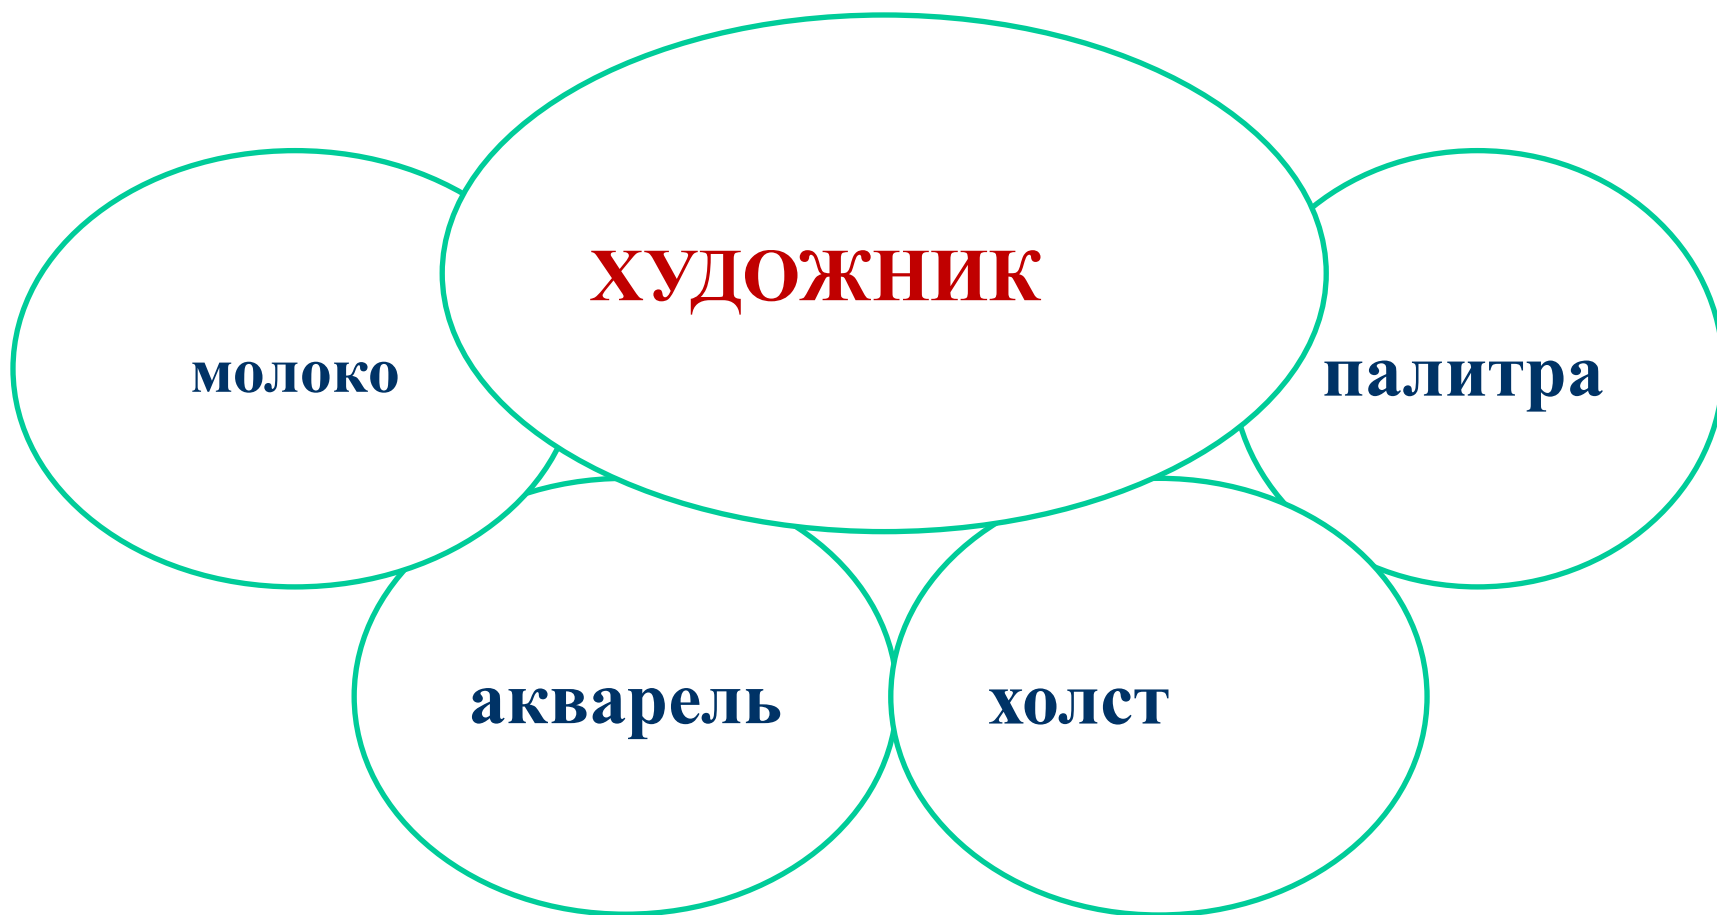 ХУДОЖНИК
молоко
палитра
акварель
холст